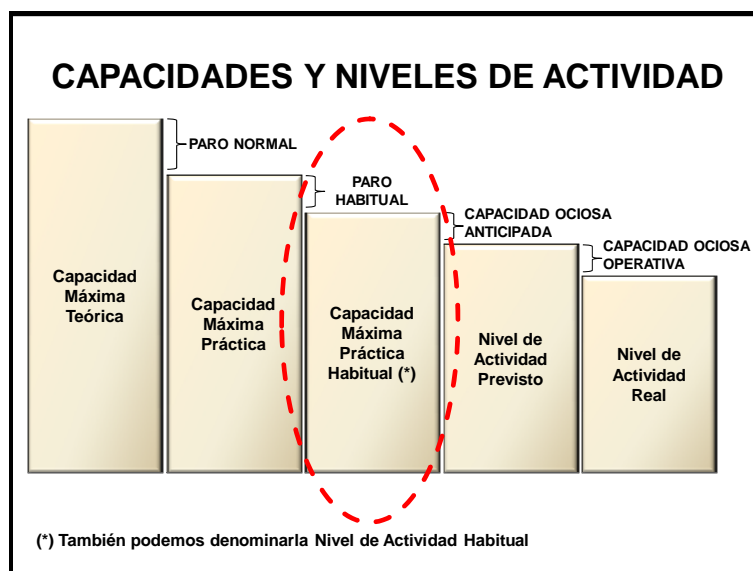 CAPACIDADES Y NIVELES DE ACTIVIDAD
PARO NORMAL
PARO
HABITUAL
CAPACIDAD OCIOSA
ANTICIPADA
CAPACIDAD OCIOSA
OPERATIVA
Capacidad
Máxima
Teórica
Capacidad
Máxima
Práctica
Capacidad
Máxima
Práctica
Habitual (*)
Nivel de
Actividad
Previsto
Nivel de
Actividad
Real
(*) También podemos denominarla Nivel de Actividad Habitual